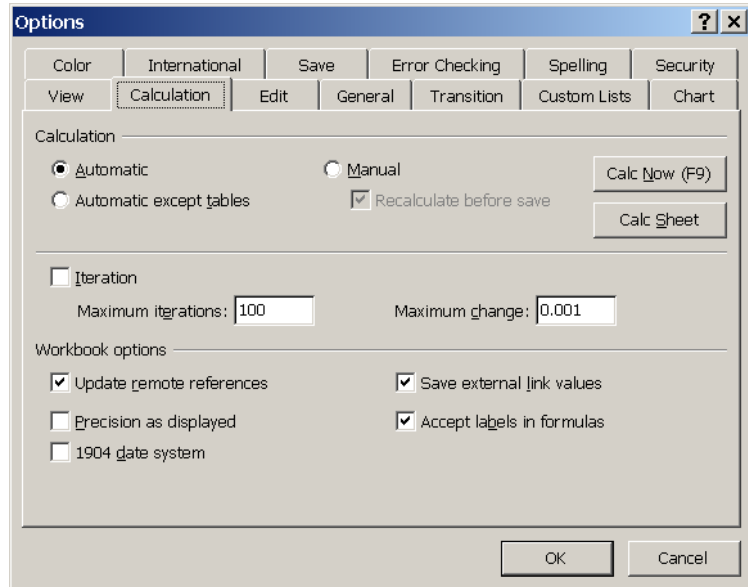 Options
Color International Save Error Checking Spelling Security
View Calculation Edit General Transition Custom Lists Chart
Calculation
Automatic Manual Calc Now (F9)
Automatic except tables Recalculate before save
Calc Sheet
Iteration
Maximum iterations: 100 Maximum change: 0.001
Workbook options
Update remote references Save external link values
Precision as displayed Accept labels in formulas
1904 date system
OK Cancel